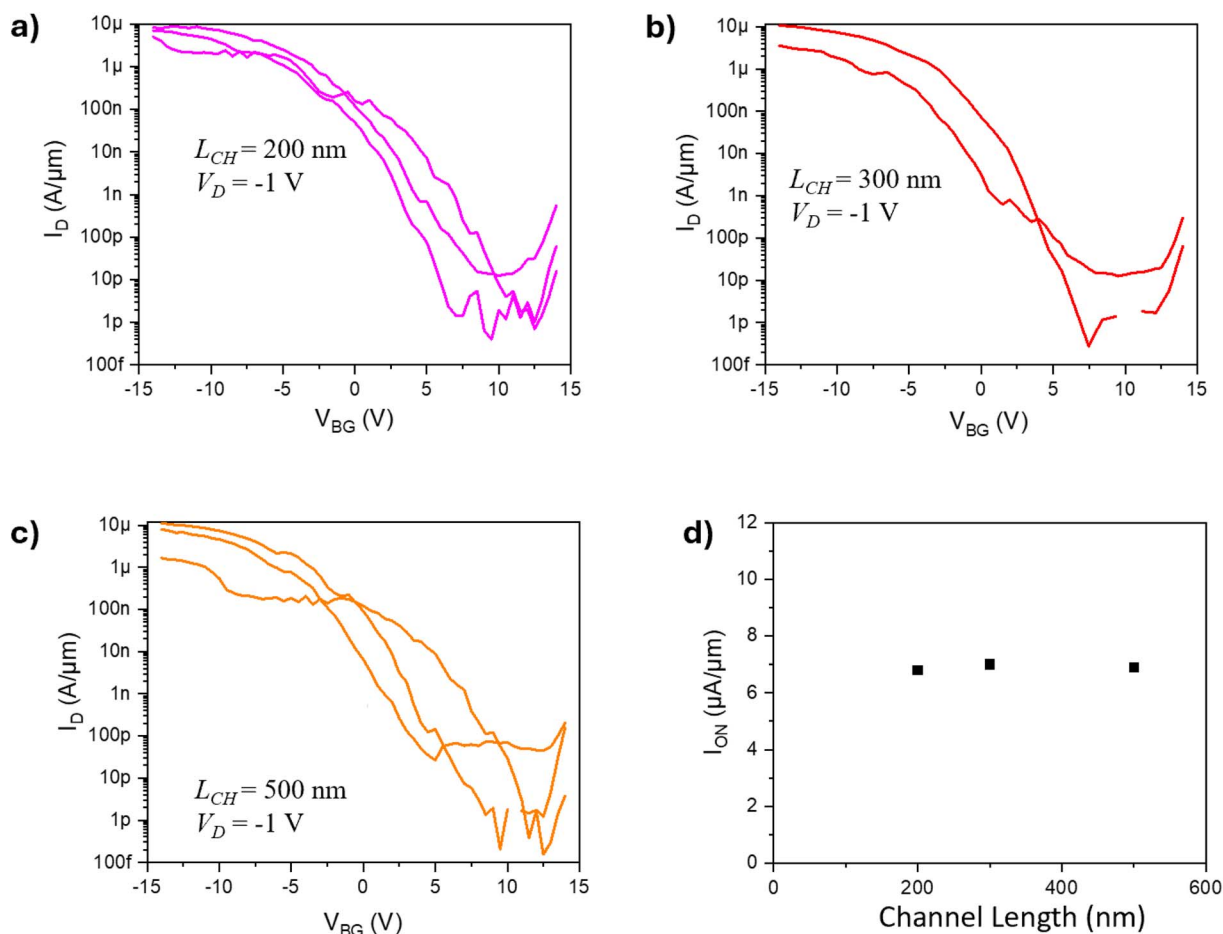 a)
10µ
1µ
100n
10n
1n
100p
10p
1p
100f
I_D (A/µm)
L_CH = 200 nm
V_D = -1 V
-15 -10 -5 0 5 10 15
V_BG (V)
b)
10µ
1µ
100n
10n
1n
100p
10p
1p
100f
I_D (A/µm)
L_CH = 300 nm
V_D = -1 V
-15 -10 -5 0 5 10 15
V_BG (V)
c)
10µ
1µ
100n
10n
1n
100p
10p
1p
100f
I_D (A/µm)
L_CH = 500 nm
V_D = -1 V
-15 -10 -5 0 5 10 15
V_BG (V)
d)
12
10
8
6
4
2
0
I_ON (µA/µm)
0 200 400 600
Channel Length (nm)